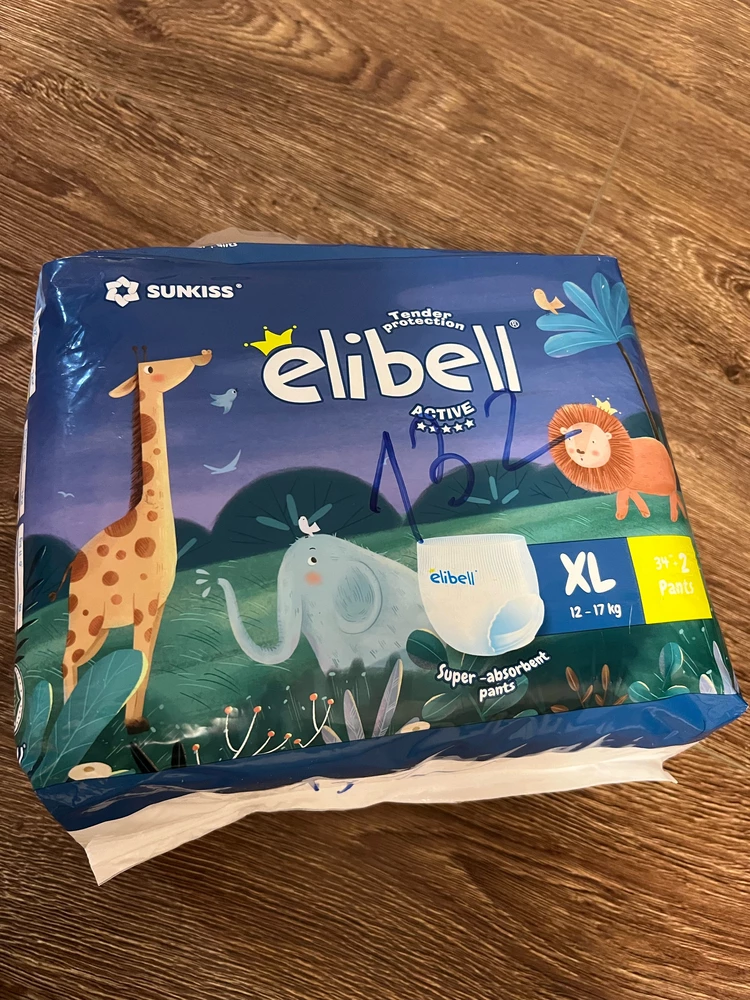 SUNKISS®
Tender
protection
elibell®
ACTIVE
132
elibell
XL
12 - 17 kg
34+2
Pants
Super-absorbent
pants